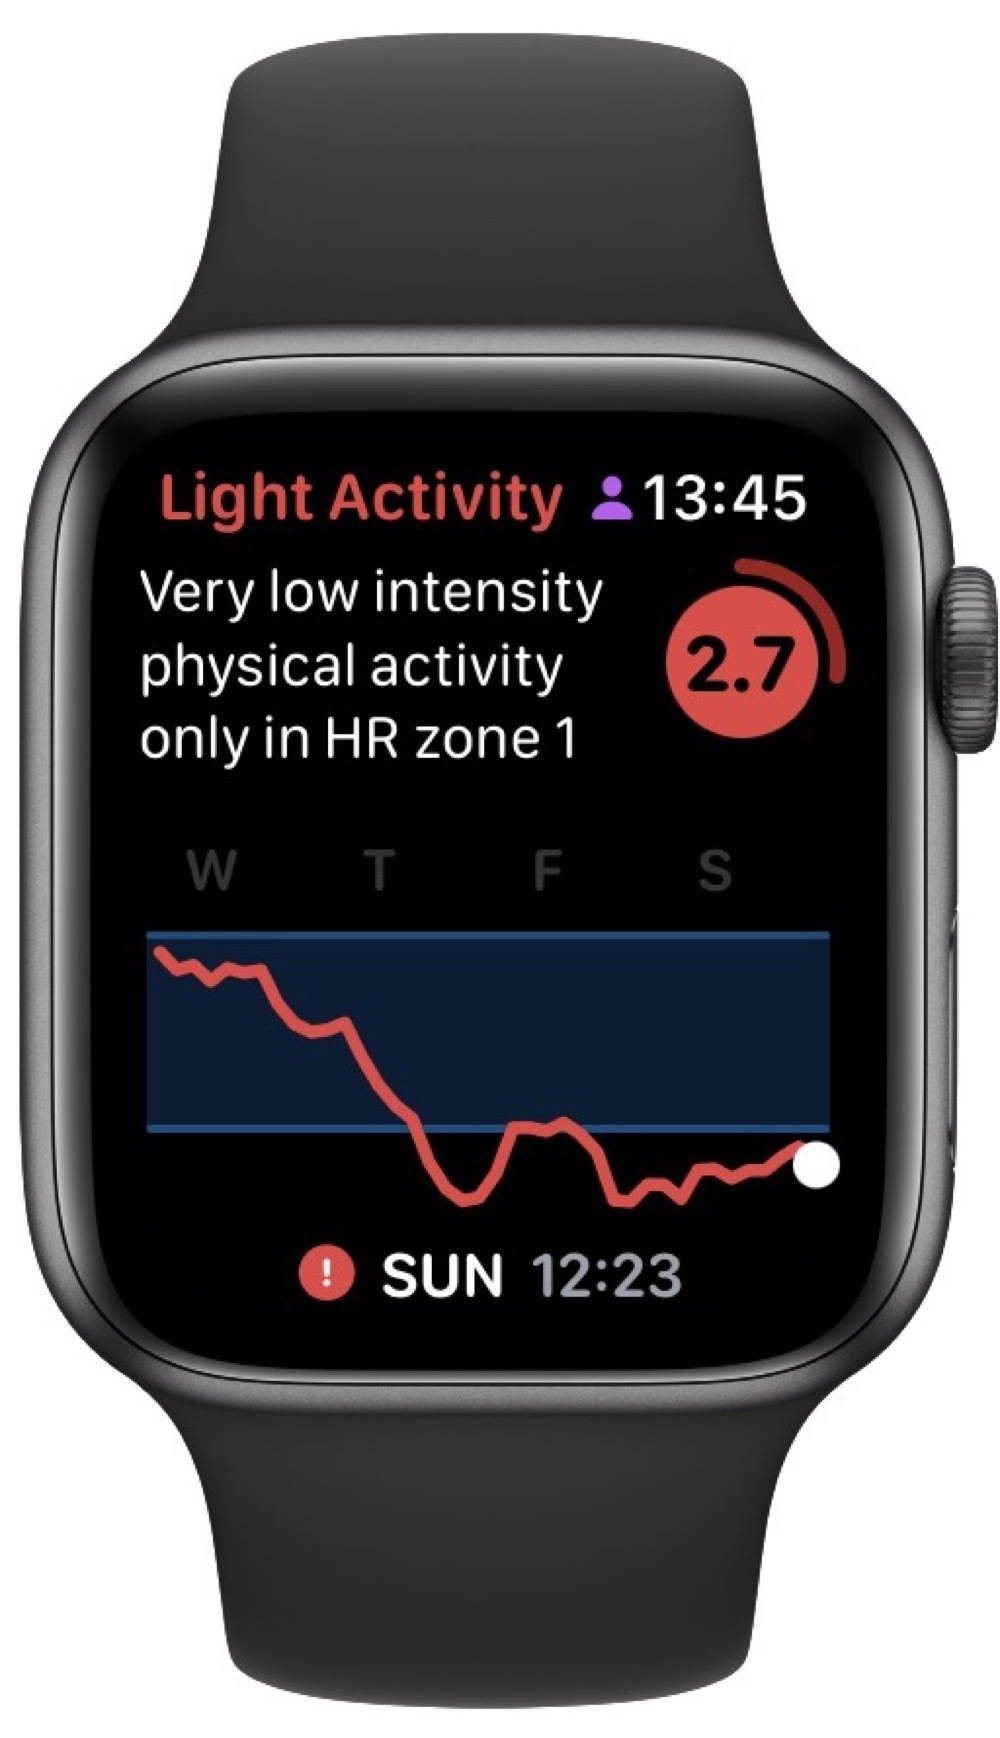 Light Activity 13:45
Very low intensity
physical activity
only in HR zone 1
2.7
W T F S
! SUN 12:23